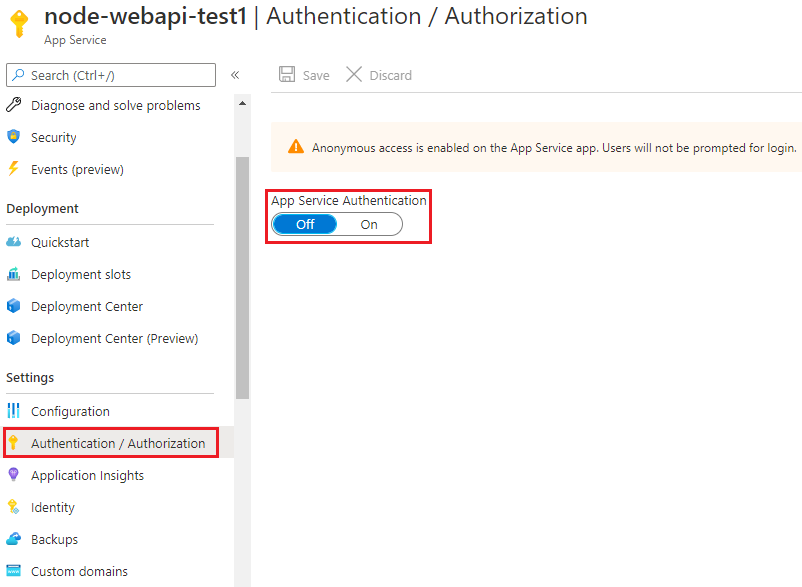 node-webapi-test1 | Authentication / Authorization
App Service
Search (Ctrl+/)
«
Diagnose and solve problems
Security
Events (preview)
Deployment
Quickstart
Deployment slots
Deployment Center
Deployment Center (Preview)
Settings
Configuration
Authentication / Authorization
Application Insights
Identity
Backups
Custom domains
Save Discard
Anonymous access is enabled on the App Service app. Users will not be prompted for login.
App Service Authentication
Off On